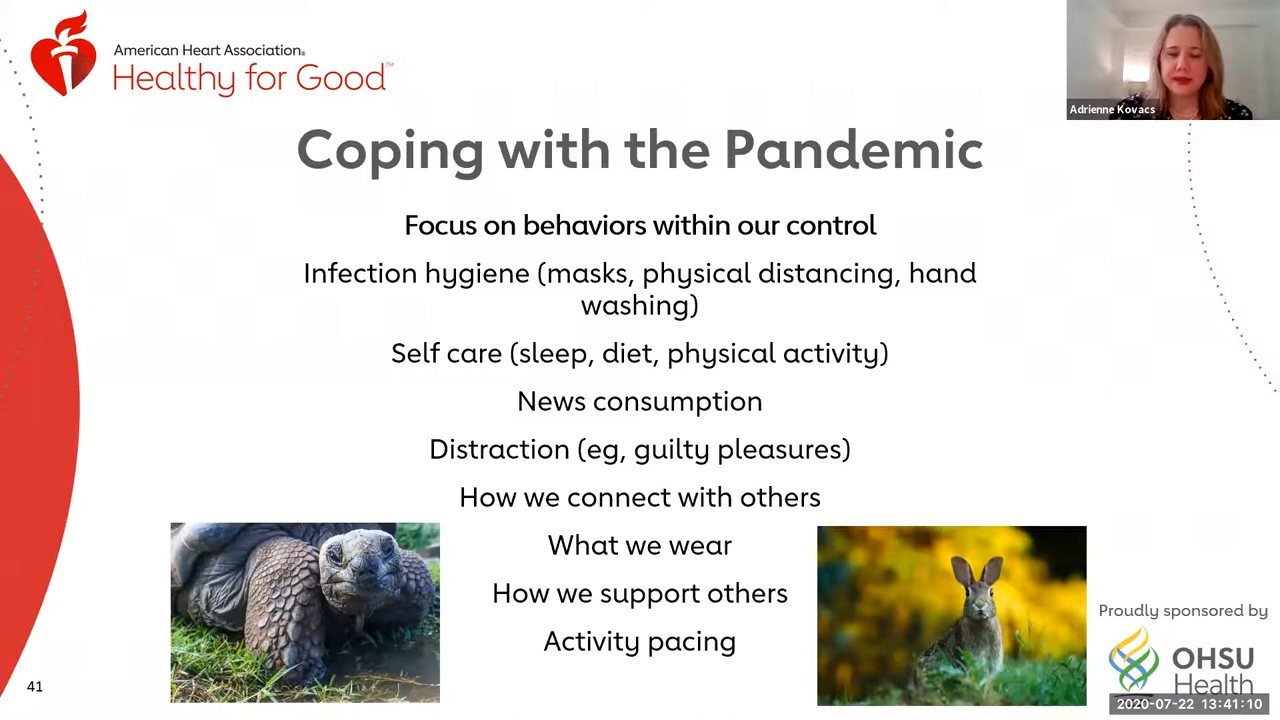 American Heart Association®
Healthy for Good™
Adrienne Kovacs
Coping with the Pandemic
Focus on behaviors within our control
Infection hygiene (masks, physical distancing, hand
washing)
Self care (sleep, diet, physical activity)
News consumption
Distraction (eg, guilty pleasures)
How we connect with others
What we wear
How we support others
Activity pacing
Proudly sponsored by
OHSU
Health
41
2020-07-22 13:41:10